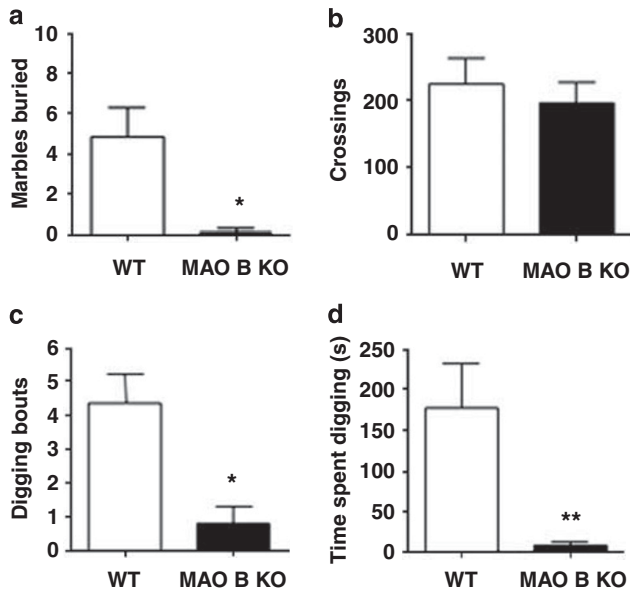 a
Marbles buried
10
8
6
4
2
0
*
WT MAO B KO
b
Crossings
300
200
100
0
WT MAO B KO
c
Digging bouts
6
5
4
3
2
1
0
*
WT MAO B KO
d
Time spent digging (s)
250
200
150
100
50
0
**
WT MAO B KO